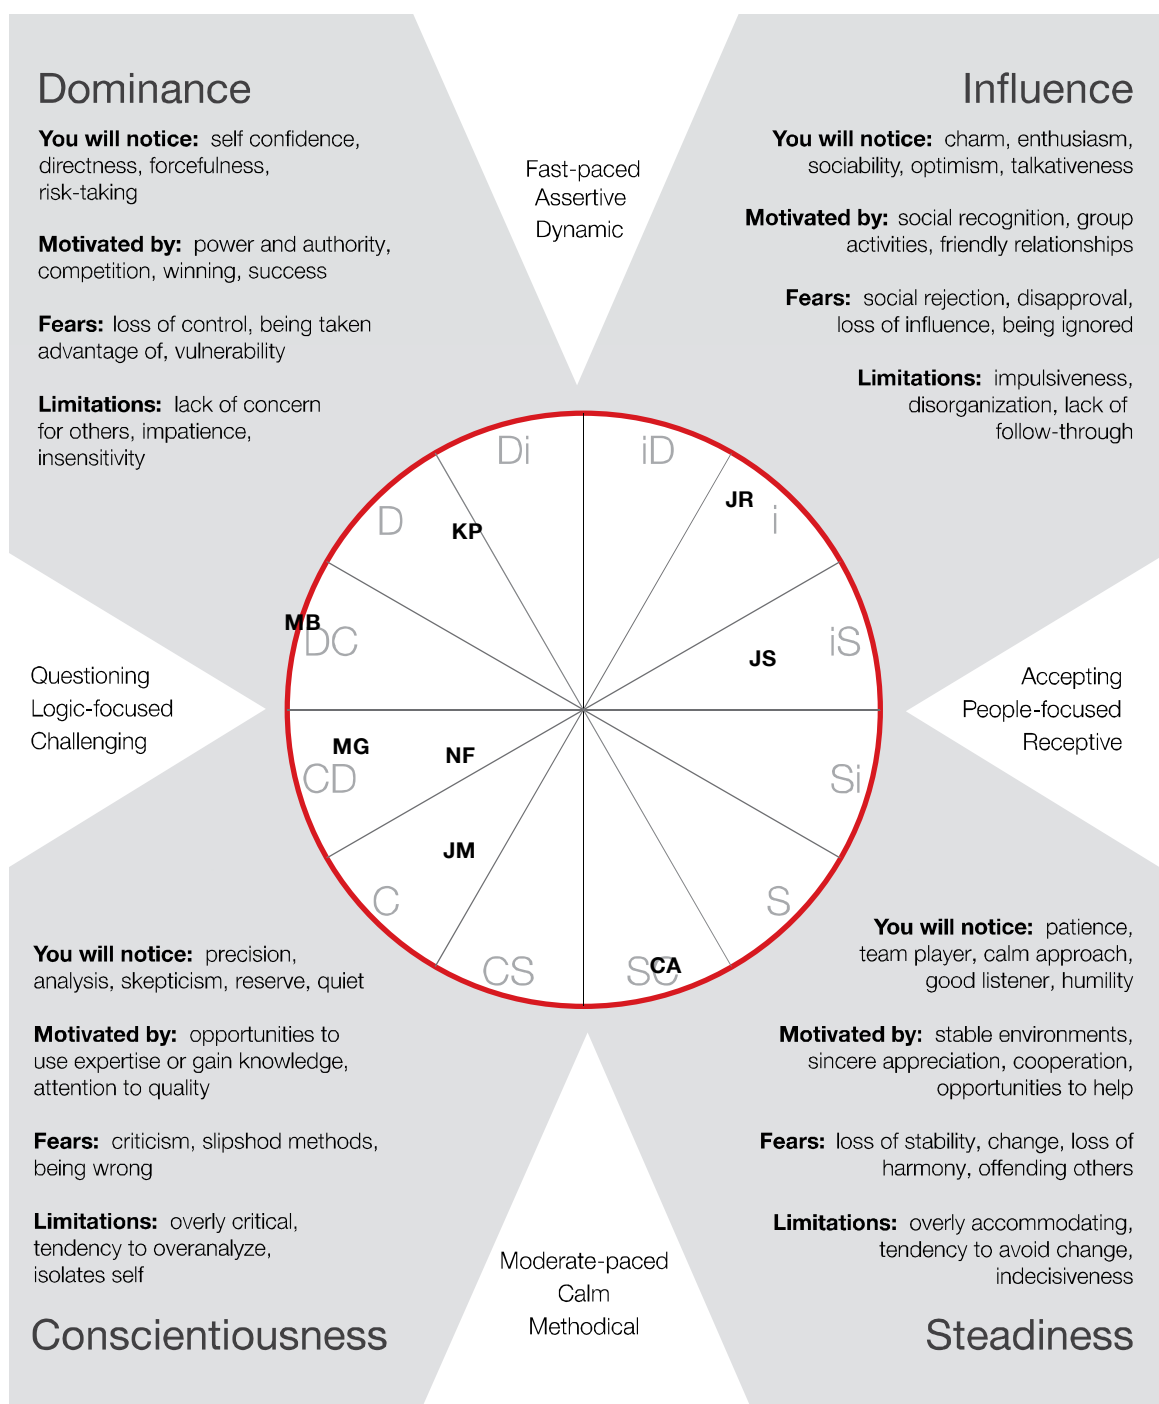 Dominance
You will notice: self confidence,
directness, forcefulness,
risk-taking
Motivated by: power and authority,
competition, winning, success
Fears: loss of control, being taken
advantage of, vulnerability
Limitations: lack of concern
for others, impatience,
insensitivity
Fast-paced
Assertive
Dynamic
Influence
You will notice: charm, enthusiasm,
sociability, optimism, talkativeness
Motivated by: social recognition, group
activities, friendly relationships
Fears: social rejection, disapproval,
loss of influence, being ignored
Limitations: impulsiveness,
disorganization, lack of
follow-through
Di
iD
D
KP
JR
i
MB
DC
JS
iS
Questioning
Logic-focused
Challenging
Accepting
People-focused
Receptive
MG
NF
CD
Si
JM
C
S
CS
SC
CA
You will notice: precision,
analysis, skepticism, reserve, quiet
Motivated by: opportunities to
use expertise or gain knowledge,
attention to quality
Fears: criticism, slipshod methods,
being wrong
Limitations: overly critical,
tendency to overanalyze,
isolates self
Conscientiousness
Moderate-paced
Calm
Methodical
You will notice: patience,
team player, calm approach,
good listener, humility
Motivated by: stable environments,
sincere appreciation, cooperation,
opportunities to help
Fears: loss of stability, change, loss of
harmony, offending others
Limitations: overly accommodating,
tendency to avoid change,
indecisiveness
Steadiness